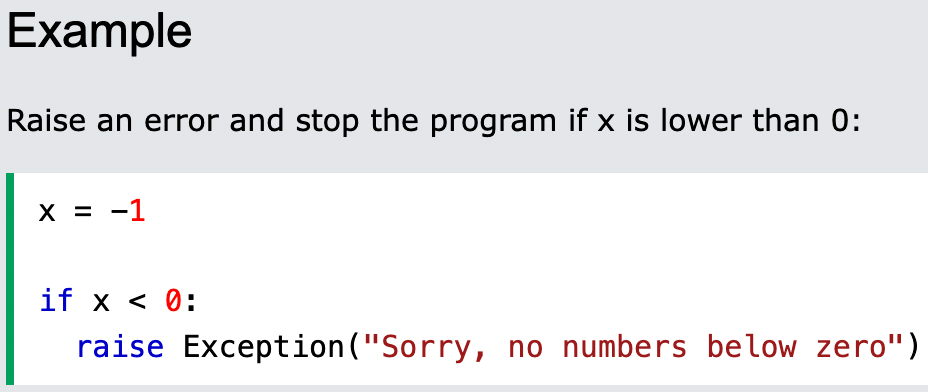 Example
Raise an error and stop the program if x is lower than 0:
x = -1
if x < 0:
  raise Exception("Sorry, no numbers below zero")